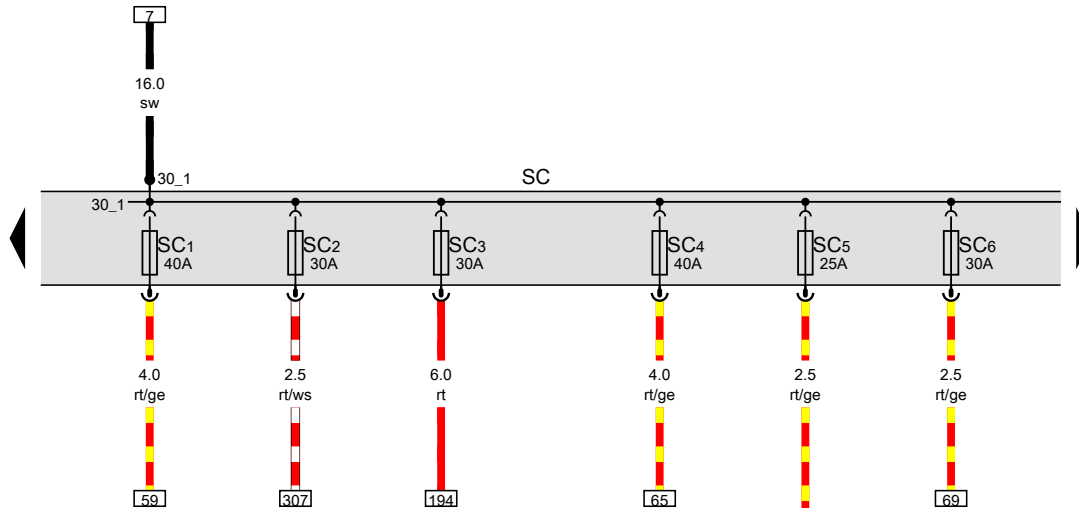 7
16.0
sw
30_1
SC
30_1
SC1 SC2 SC3 SC4 SC5 SC6
40A 30A 30A 40A 25A 30A
4.0 2.5 6.0 4.0 2.5 2.5
rt/ge rt/ws rt rt/ge rt/ge rt/ge
59 307 194 65 69